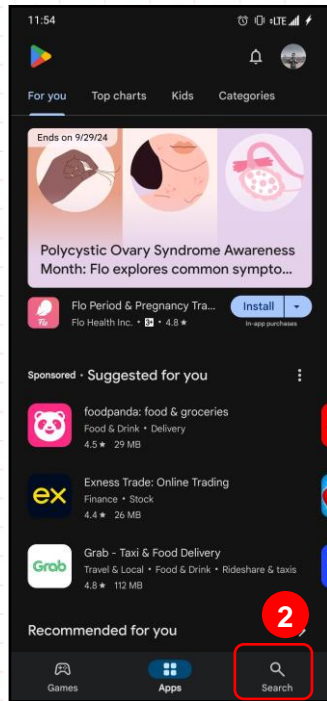 11:54
LTE
For you Top charts Kids Categories
Ends on 9/29/24
Polycystic Ovary Syndrome Awareness
Month: Flo explores common sympto...
Flo
Flo Period & Pregnancy Tra...
Flo Health Inc. • 3+ • 4.8 ★
Install
In-app purchases
Sponsored • Suggested for you
foodpanda: food & groceries
Food & Drink • Delivery
4.5 ★ 29 MB
ex
Exness Trade: Online Trading
Finance • Stock
4.4 ★ 26 MB
Grab
Grab - Taxi & Food Delivery
Travel & Local • Food & Drink • Rideshare & taxis
4.8 ★ 112 MB
Recommended for you
2
Games Apps Search